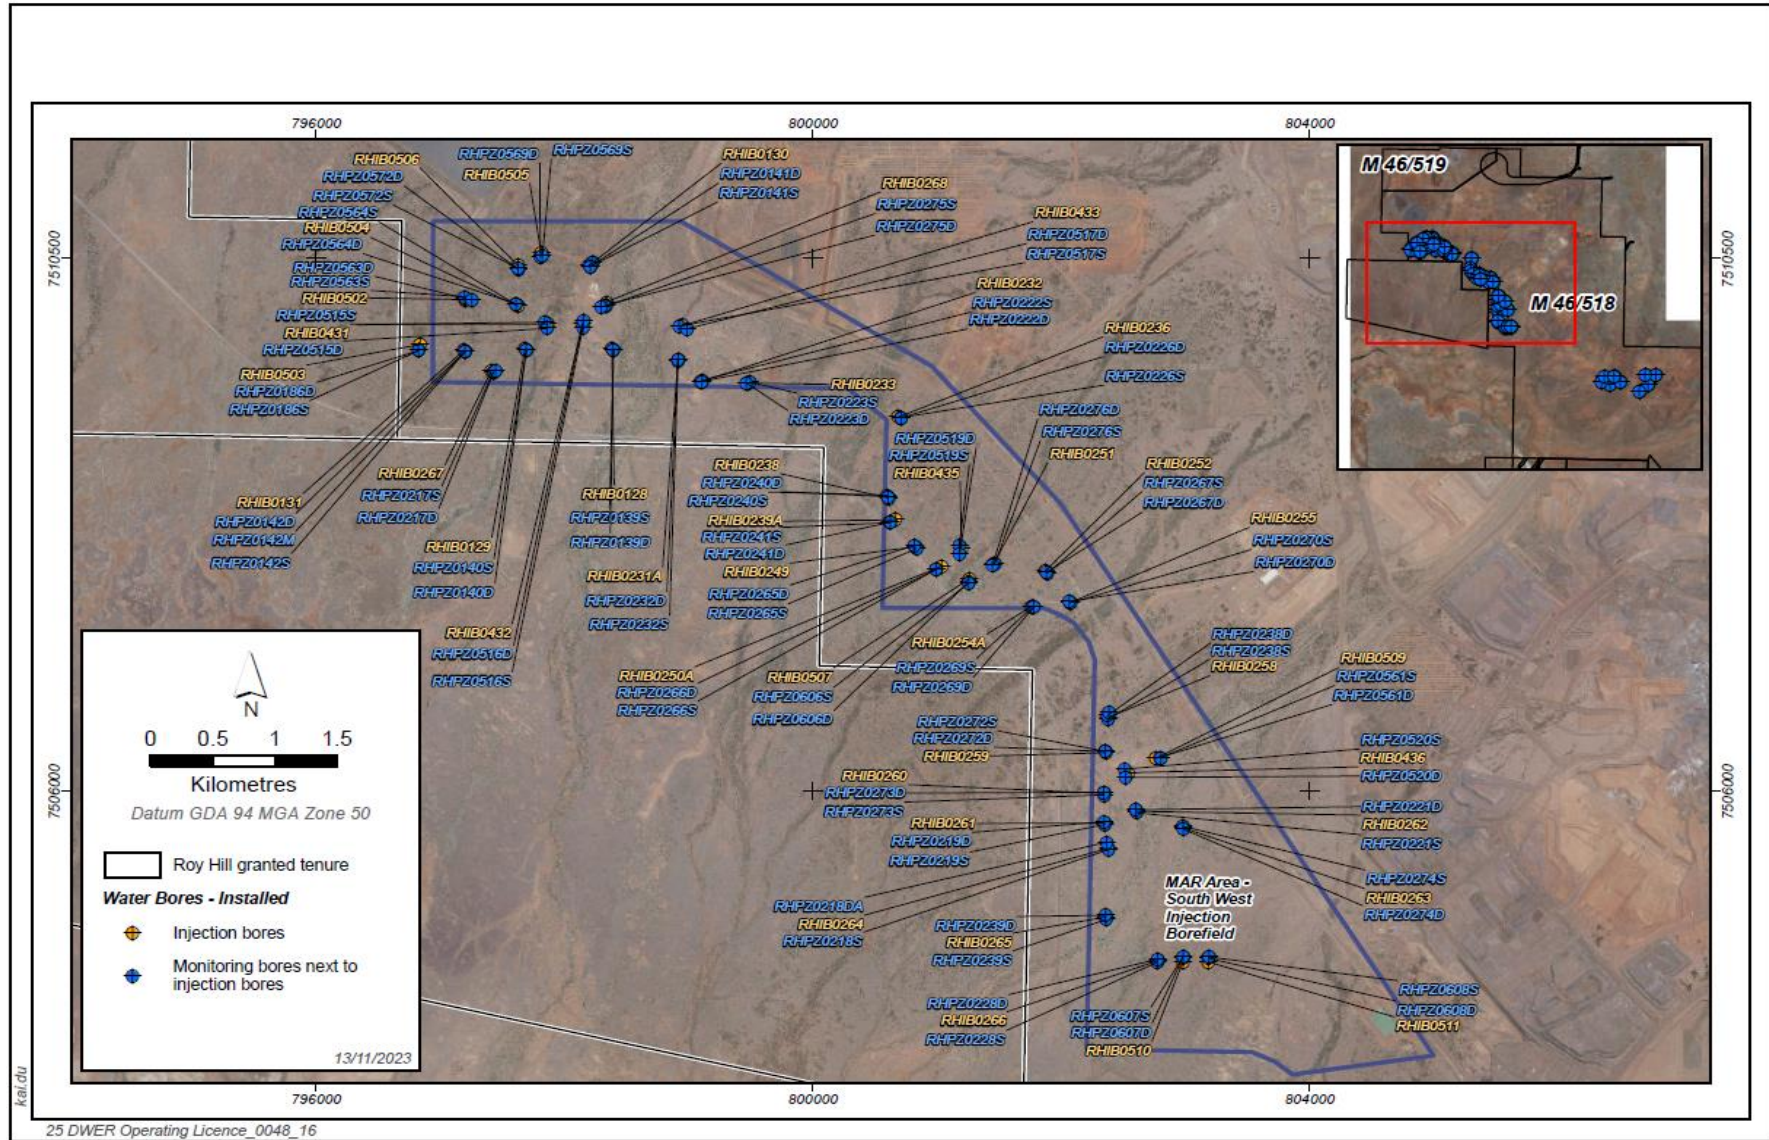 796000
800000
804000
7510500
7506000
RHIB0506
RHPZ0572D
RHPZ0572S
RHPZ0564S
RHIB0504
RHPZ0564D
RHPZ0563D
RHPZ0563S
RHIB0502
RHPZ0515S
RHIB0431
RHPZ0515D
RHIB0503
RHPZ0186D
RHPZ0186S
RHPZ0569D
RHPZ0569S
RHIB0505
RHIB0130
RHPZ0141D
RHPZ0141S
RHIB0268
RHPZ0275S
RHPZ0275D
RHIB0433
RHPZ0517D
RHPZ0517S
RHIB0232
RHPZ0222S
RHPZ0222D
RHIB0236
RHPZ0226D
RHPZ0226S
RHIB0233
RHPZ0223S
RHPZ0223D
RHPZ0276D
RHPZ0276S
RHIB0251
RHPZ0519D
RHPZ0519S
RHIB0435
RHIB0252
RHPZ0267S
RHPZ0267D
RHIB0255
RHPZ0270S
RHPZ0270D
RHIB0131
RHPZ0142D
RHPZ0142M
RHPZ0142S
RHIB0267
RHPZ0217S
RHPZ0217D
RHIB0129
RHPZ0140S
RHPZ0140D
RHIB0432
RHPZ0516D
RHPZ0516S
RHIB0128
RHPZ0139S
RHPZ0139D
RHIB0231A
RHPZ0232D
RHPZ0232S
RHIB0238
RHPZ0240D
RHPZ0240S
RHIB0239A
RHPZ0241S
RHPZ0241D
RHIB0249
RHPZ0265D
RHPZ0265S
RHIB0250A
RHPZ0266D
RHPZ0266S
RHIB0507
RHPZ0606S
RHPZ0606D
RHIB0254A
RHPZ0269S
RHPZ0269D
RHPZ0238D
RHPZ0238S
RHIB0258
RHIB0509
RHPZ0561S
RHPZ0561D
RHPZ0272S
RHPZ0272D
RHIB0259
RHIB0260
RHPZ0273D
RHPZ0273S
RHPZ0520S
RHIB0436
RHPZ0520D
RHPZ0221D
RHIB0262
RHPZ0221S
RHIB0261
RHPZ0219D
RHPZ0219S
RHPZ0274S
RHIB0263
RHPZ0274D
RHPZ0218DA
RHIB0264
RHPZ0218S
RHPZ0239D
RHIB0265
RHPZ0239S
RHPZ0228D
RHIB0266
RHPZ0228S
RHPZ0607S
RHPZ0607D
RHIB0510
RHPZ0608S
RHPZ0608D
RHIB0511
MAR Area -
South West
Injection
Borefield
M 46/519
M 46/518
N
0 0.5 1 1.5
Kilometres
Datum GDA 94 MGA Zone 50
Roy Hill granted tenure
Water Bores - Installed
Injection bores
Monitoring bores next to
injection bores
13/11/2023
7510500
7506000
796000
800000
804000
kai.du
25 DWER Operating Licence_0048_16